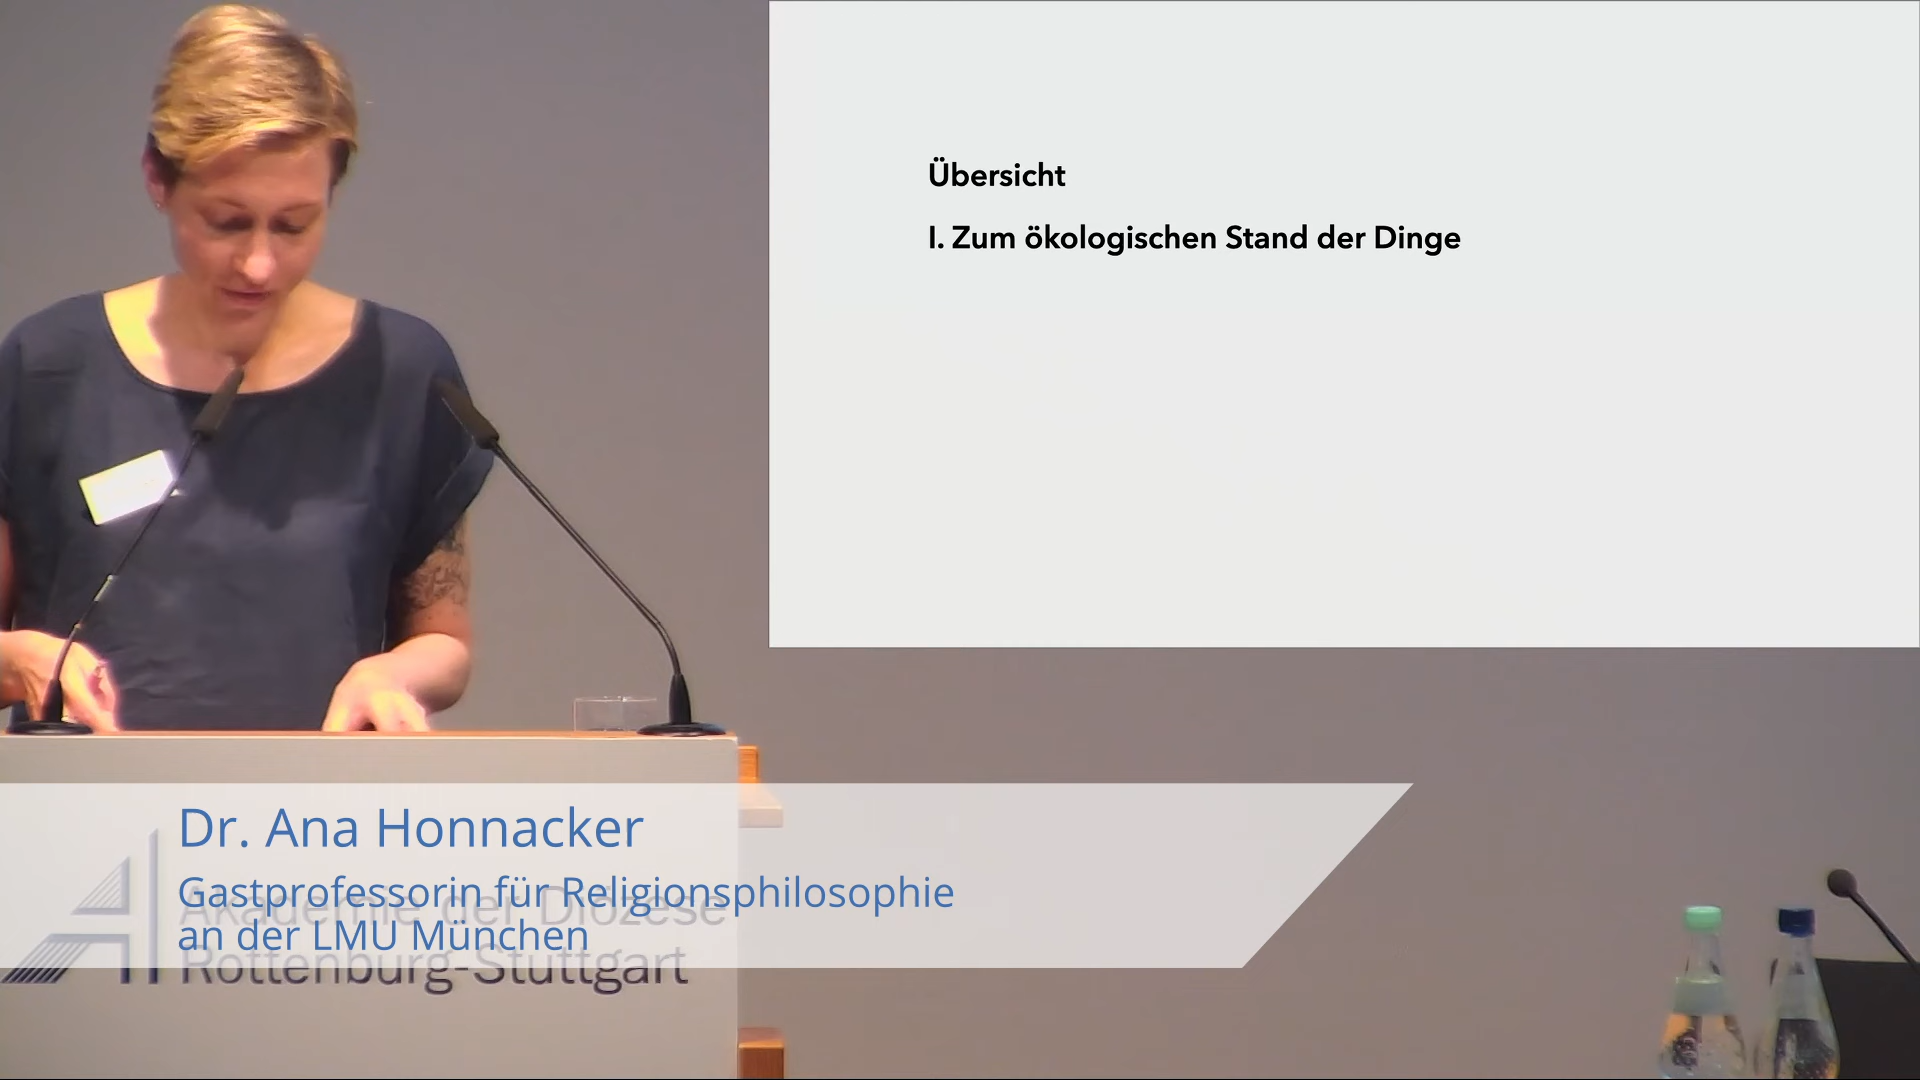 Übersicht
I. Zum ökologischen Stand der Dinge
Dr. Ana Honnacker
Gastprofessorin für Religionsphilosophie
an der LMU München
Akademie der Diözese
Rottenburg-Stuttgart